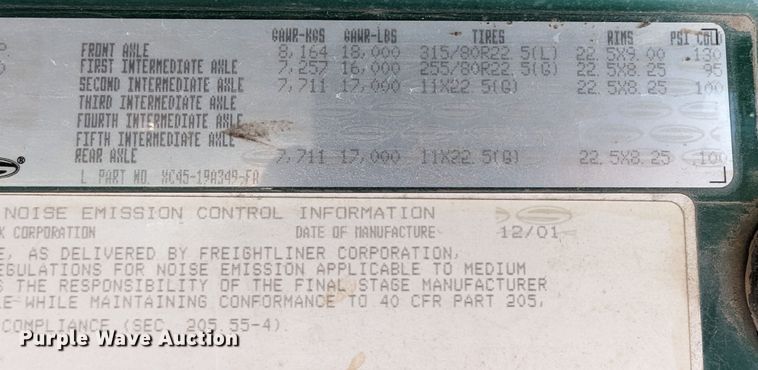 GAWR-KGS GAWR-LBS TIRES RIMS PSI COLD
FRONT AXLE 8,164 18,000 315/80R22.5(L) 22.5X9.00 130
FIRST INTERMEDIATE AXLE 7,257 16,000 255/80R22.5(G) 22.5X8.25 95
SECOND INTERMEDIATE AXLE 7,711 17,000 11X22.5(G) 22.5X8.25 100
THIRD INTERMEDIATE AXLE
FOURTH INTERMEDIATE AXLE
FIFTH INTERMEDIATE AXLE
REAR AXLE 7,711 17,000 11X22.5(G) 22.5X8.25 100
L PART NO. XC45-19A349-FA
NOISE EMISSION CONTROL INFORMATION
K CORPORATION DATE OF MANUFACTURE 12/01
E, AS DELIVERED BY FREIGHTLINER CORPORATION,
EGULATIONS FOR NOISE EMISSION APPLICABLE TO MEDIUM
S THE RESPONSIBILITY OF THE FINAL STAGE MANUFACTURER
LE WHILE MAINTAINING CONFORMANCE TO 40 CFR PART 205,
COMPLIANCE (SEC. 205.55-4).
Purple Wave Auction